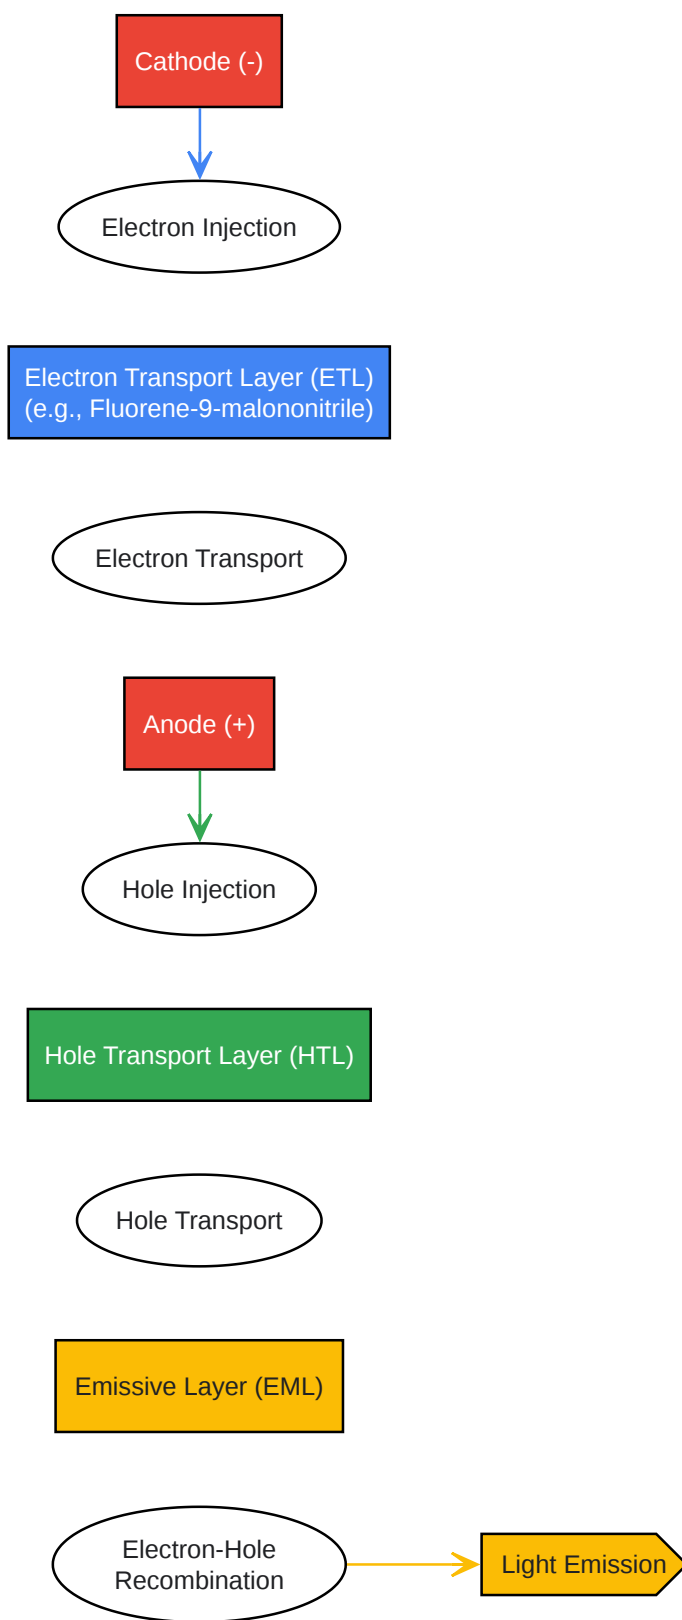 Cathode (-)
Electron Injection
Electron Transport Layer (ETL)
(e.g., Fluorene-9-malononitrile)
Electron Transport
Anode (+)
Hole Injection
Hole Transport Layer (HTL)
Hole Transport
Emissive Layer (EML)
Electron-Hole
Recombination
Light Emission